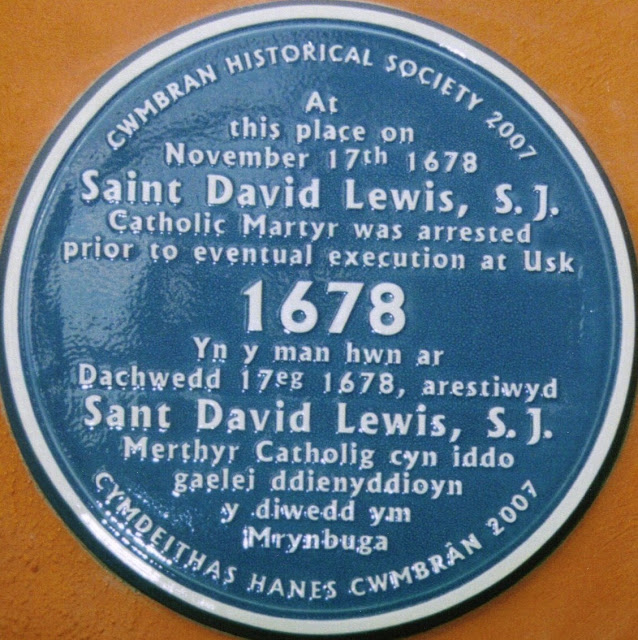 CWMBRAN HISTORICAL SOCIETY 2007
At
this place on
November 17th 1678
Saint David Lewis, S. J.
Catholic Martyr was arrested
prior to eventual execution at Usk
1678
Yn y man hwn ar
Dachwedd 17eg 1678, arestiwyd
Sant David Lewis, S. J.
Merthyr Catholig cyn iddo
gaelei ddienyddioyn
y diwedd ym
Mrynbuga
CYMDEITHAS HANES CWMBRÂN 2007